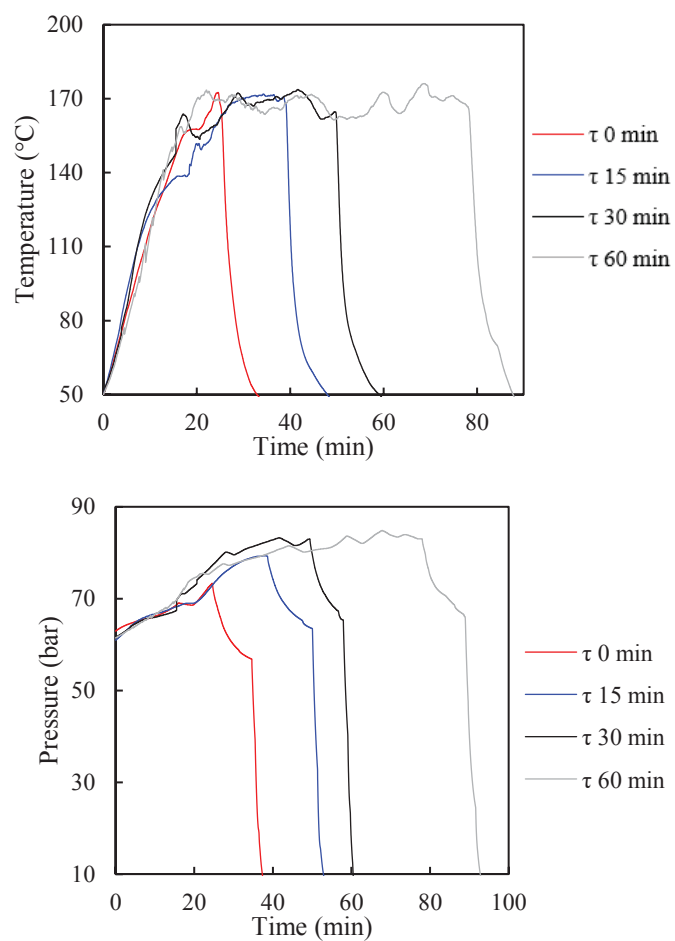 200
170
140
110
80
50
Temperature (°C)
0
20
40
60
80
Time (min)
τ 0 min
τ 15 min
τ 30 min
τ 60 min
90
70
50
30
10
Pressure (bar)
0
20
40
60
80
100
Time (min)
τ 0 min
τ 15 min
τ 30 min
τ 60 min